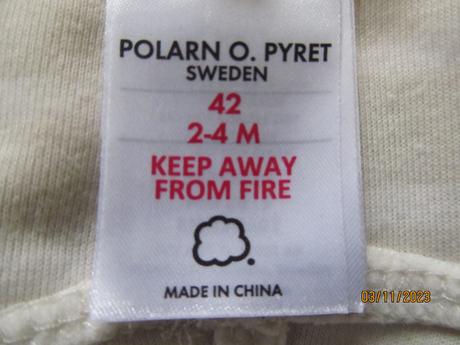 POLARN O. PYRET
SWEDEN
42
2-4 M
KEEP AWAY
FROM FIRE
MADE IN CHINA
03/11/2023